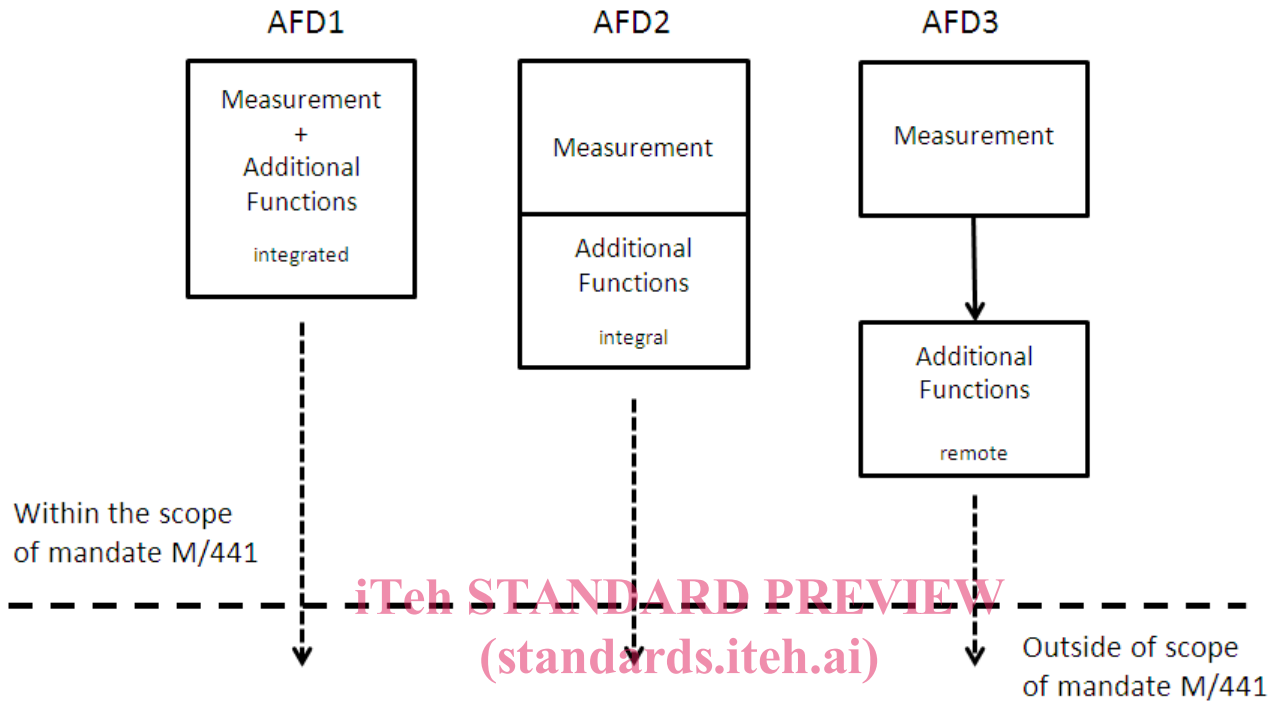 AFD1
Measurement
+
Additional
Functions
integrated
AFD2
Measurement
Additional
Functions
integral
AFD3
Measurement
Additional
Functions
remote
Within the scope
of mandate M/441
iTeh STANDARD PREVIEW
(standards.iteh.ai)
Outside of scope
of mandate M/441